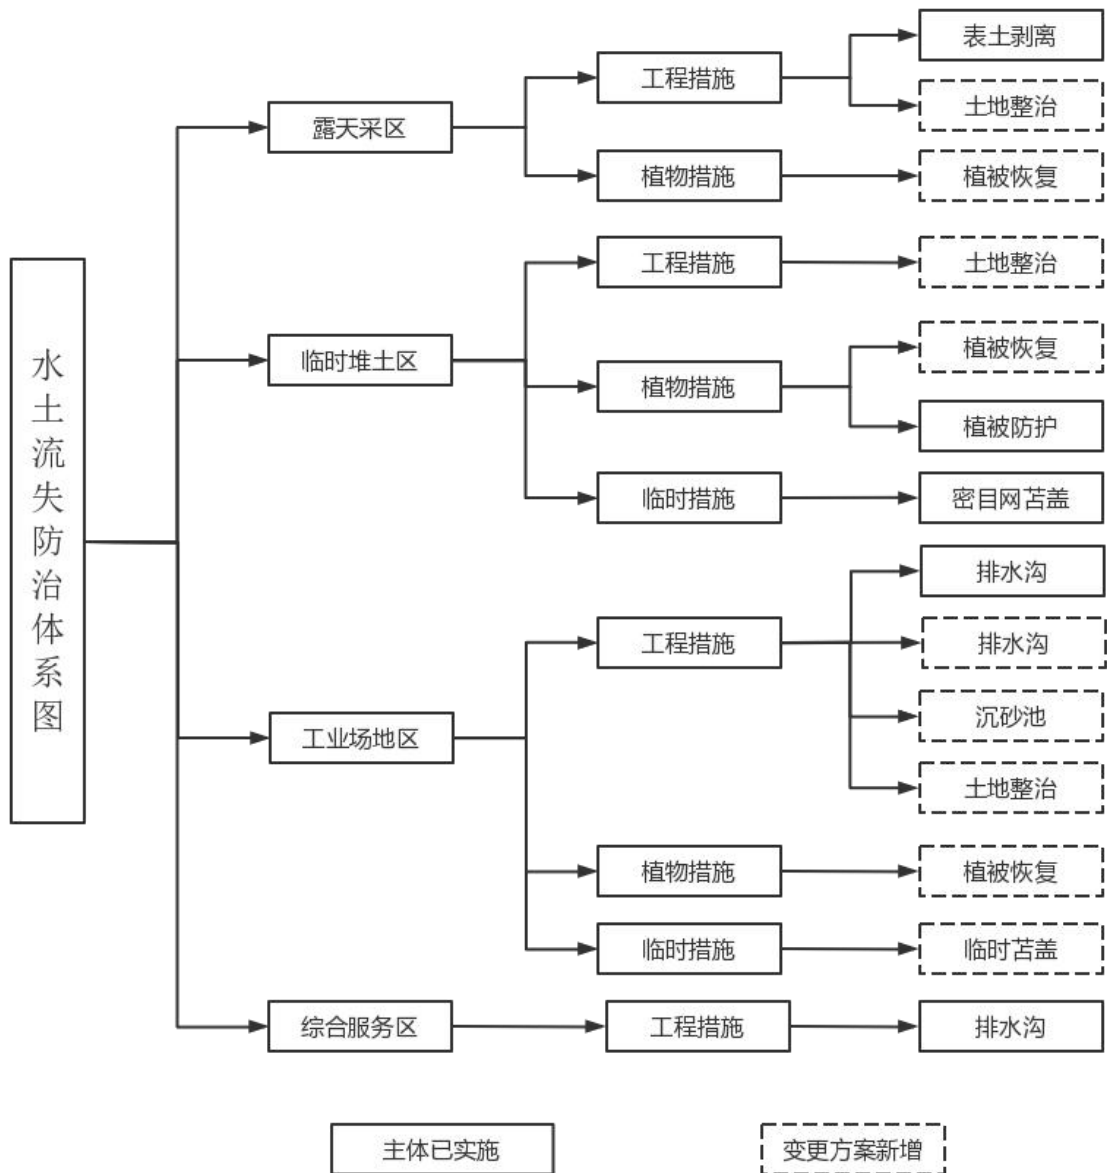 水土流失防治体系图
露天采区
工程措施
表土剥离
土地整治
植物措施
植被恢复
临时堆土区
工程措施
土地整治
植物措施
植被恢复
植被防护
临时措施
密目网苫盖
工业场地区
工程措施
排水沟
排水沟
沉砂池
土地整治
植物措施
植被恢复
临时措施
临时苫盖
综合服务区
工程措施
排水沟
主体已实施
变更方案新增